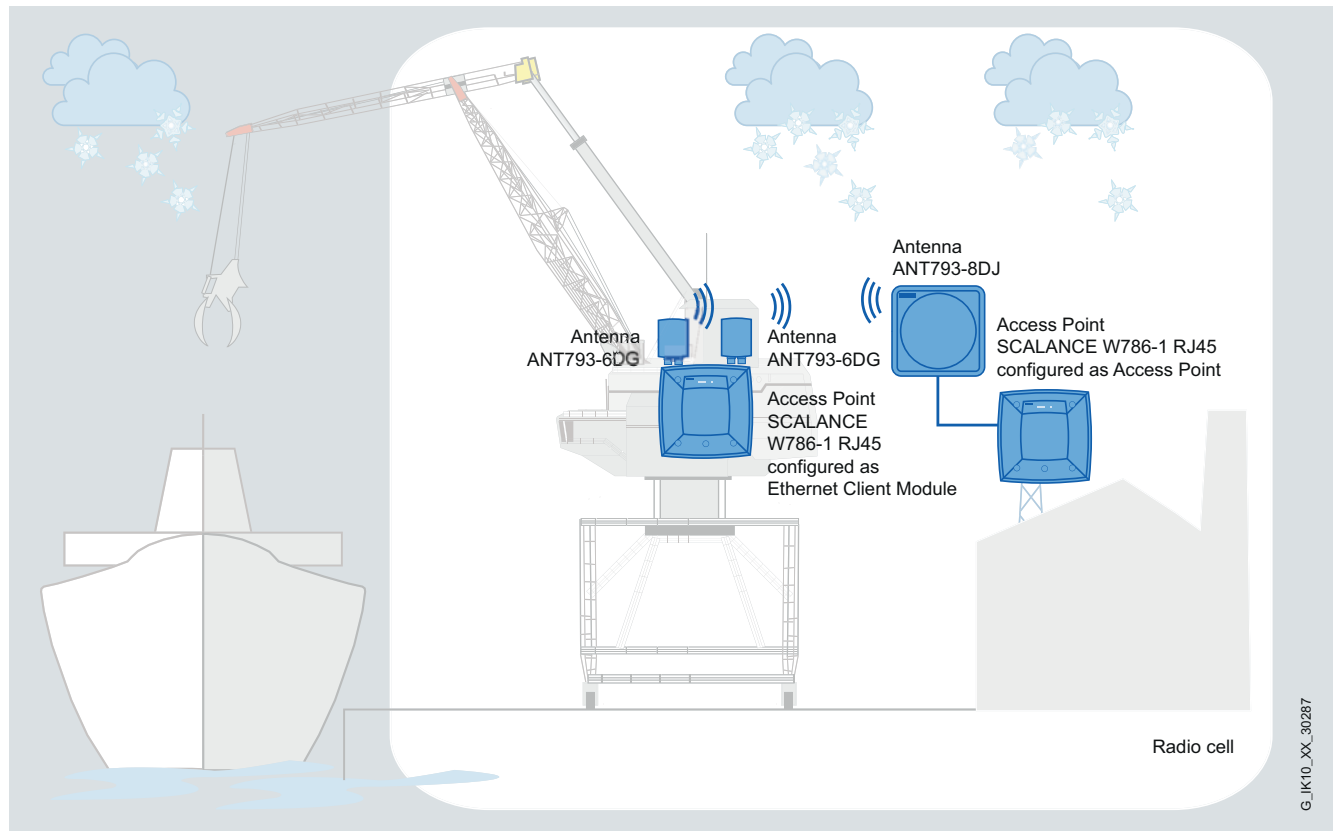 Antenna
ANT793-8DJ
Antenna
ANT793-6DG
Antenna
ANT793-6DG
Access Point
SCALANCE W786-1 RJ45
configured as Access Point
Access Point
SCALANCE
W786-1 RJ45
configured as
Ethernet Client Module
Radio cell
G_IK10_XX_30287